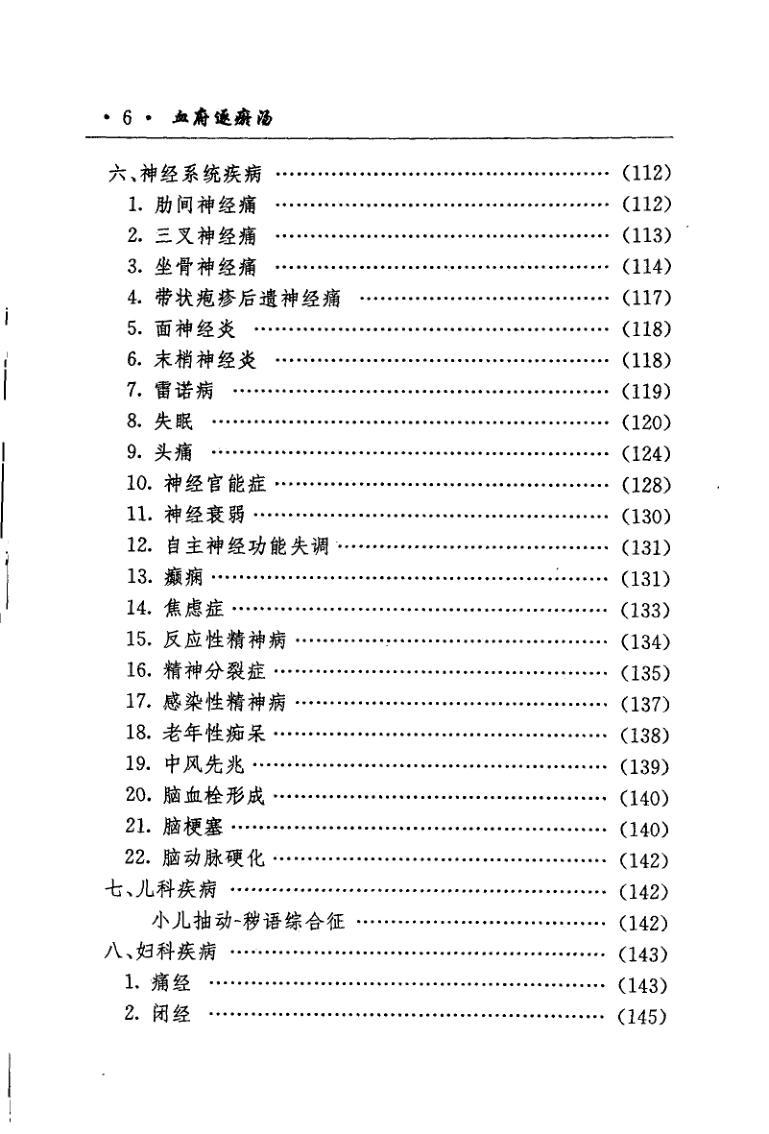 · 6 · 血府逐瘀汤
六、神经系统疾病 …………………………………………（112）
1. 肋间神经痛 …………………………………………（112）
2. 三叉神经痛 …………………………………………（113）
3. 坐骨神经痛 …………………………………………（114）
4. 带状疱疹后遗神经痛 ………………………………（117）
5. 面神经炎 ……………………………………………（118）
6. 末梢神经炎 …………………………………………（118）
7. 雷诺病 ………………………………………………（119）
8. 失眠 …………………………………………………（120）
9. 头痛 …………………………………………………（124）
10. 神经官能症 …………………………………………（128）
11. 神经衰弱 ……………………………………………（130）
12. 自主神经功能失调 …………………………………（131）
13. 癫痫 …………………………………………………（131）
14. 焦虑症 ………………………………………………（133）
15. 反应性精神病 ………………………………………（134）
16. 精神分裂症 …………………………………………（135）
17. 感染性精神病 ………………………………………（137）
18. 老年性痴呆 …………………………………………（138）
19. 中风先兆 ……………………………………………（139）
20. 脑血栓形成 …………………………………………（140）
21. 脑梗塞 ………………………………………………（140）
22. 脑动脉硬化 …………………………………………（142）
七、儿科疾病 ………………………………………………（142）
小儿抽动-秽语综合征 ………………………………（142）
八、妇科疾病 ………………………………………………（143）
1. 痛经 …………………………………………………（143）
2. 闭经 …………………………………………………（145）